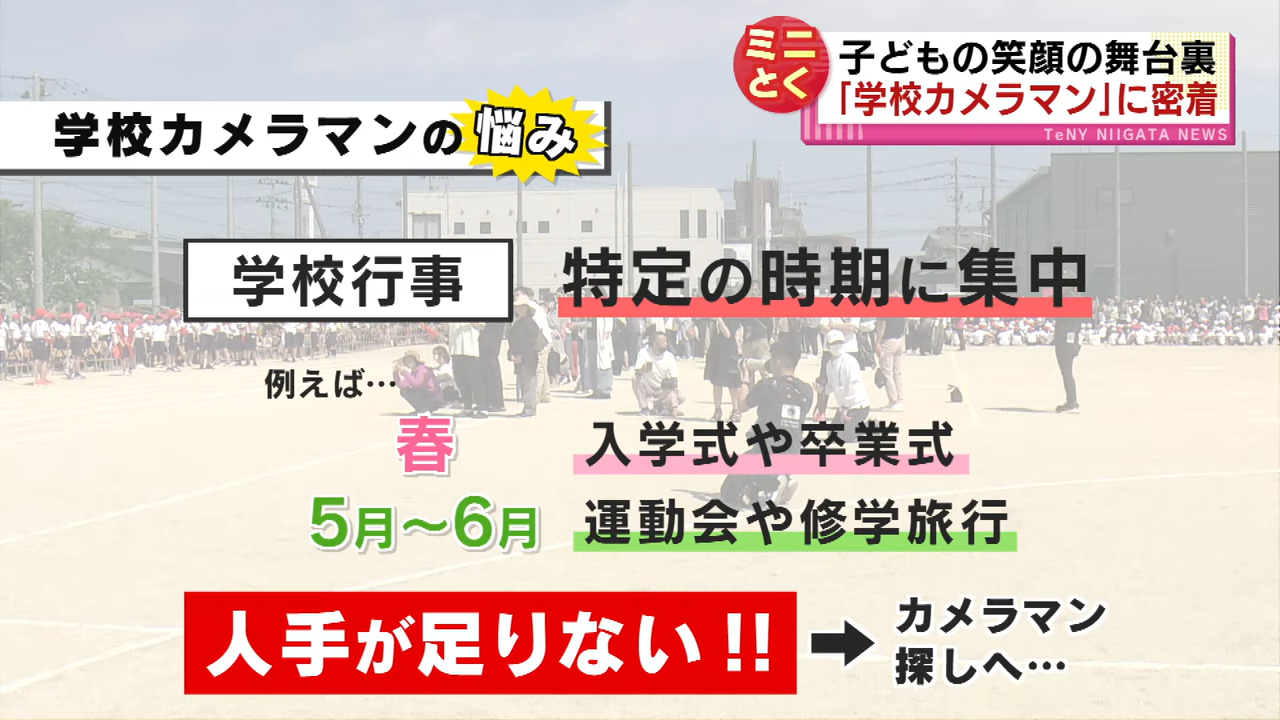 ミニ
とく
子どもの笑顔の舞台裏
「学校カメラマン」に密着
TeNY NIIGATA NEWS
学校カメラマンの悩み
学校行事 特定の時期に集中
例えば…
春 入学式や卒業式
5月〜6月 運動会や修学旅行
人手が足りない!!
カメラマン
探しへ…